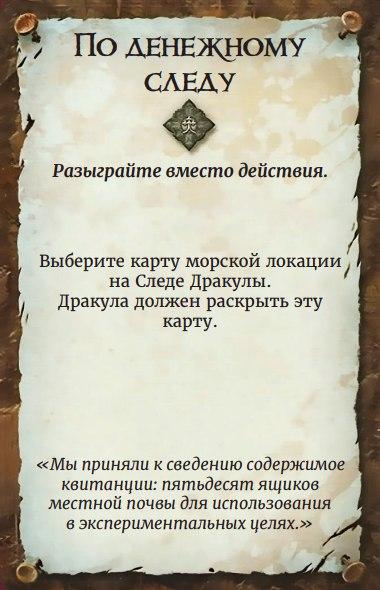 По денежному
следу
Разыграйте вместо действия.
Выберите карту морской локации
на Следе Дракулы.
Дракула должен раскрыть эту
карту.
«Мы приняли к сведению содержимое
квитанции: пятьдесят ящиков
местной почвы для использования
в экспериментальных целях.»